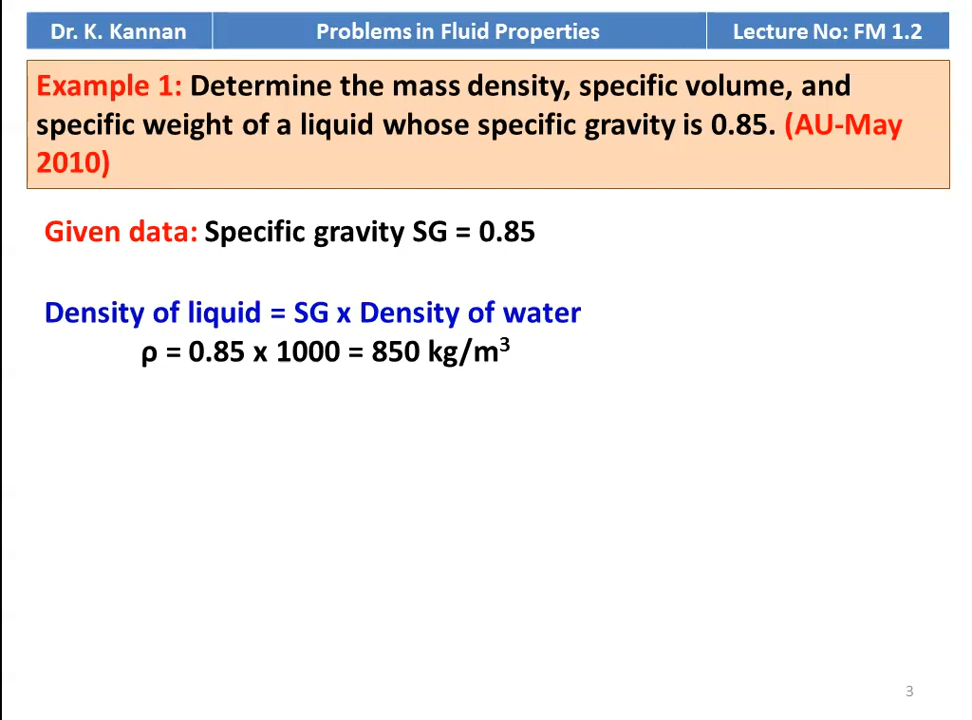 Dr. K. Kannan
Problems in Fluid Properties
Lecture No: FM 1.2
Example 1: Determine the mass density, specific volume, and
specific weight of a liquid whose specific gravity is 0.85. (AU-May
2010)
Given data: Specific gravity SG = 0.85
Density of liquid = SG x Density of water
ρ = 0.85 x 1000 = 850 kg/m³
3